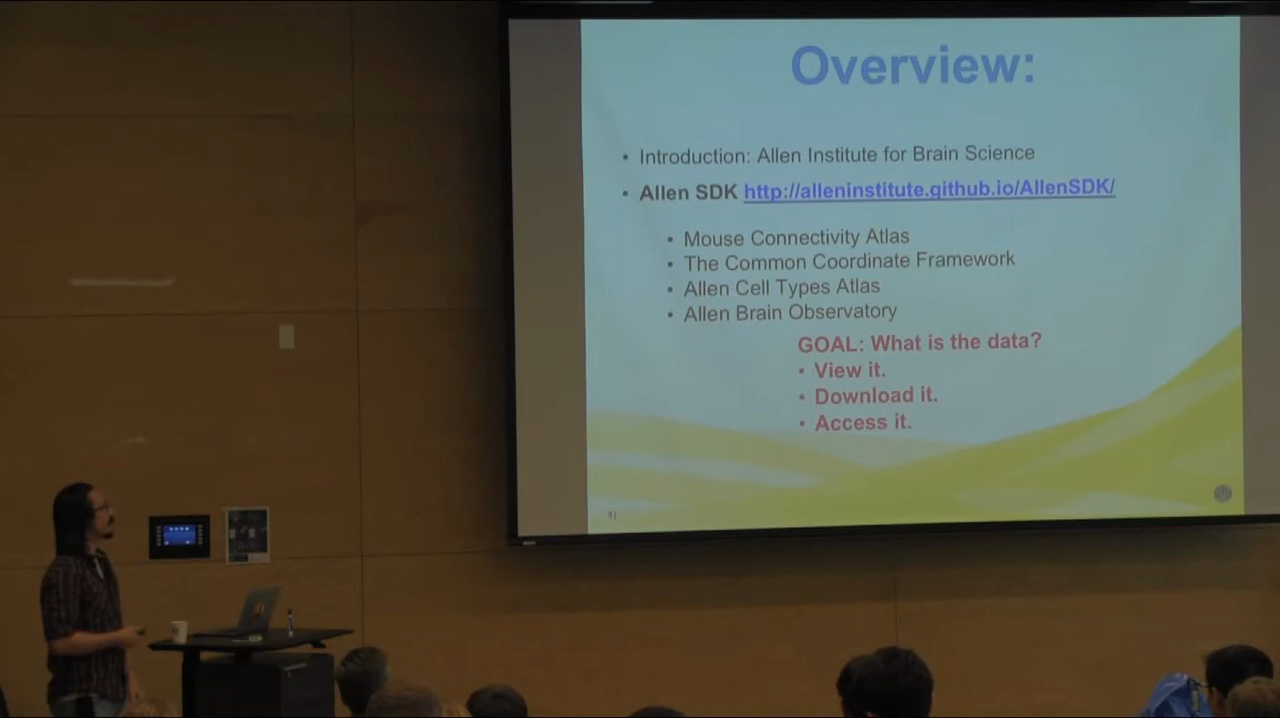 Overview:
• Introduction: Allen Institute for Brain Science
• Allen SDK http://alleninstitute.github.io/AllenSDK/
• Mouse Connectivity Atlas
• The Common Coordinate Framework
• Allen Cell Types Atlas
• Allen Brain Observatory
GOAL: What is the data?
• View it.
• Download it.
• Access it.